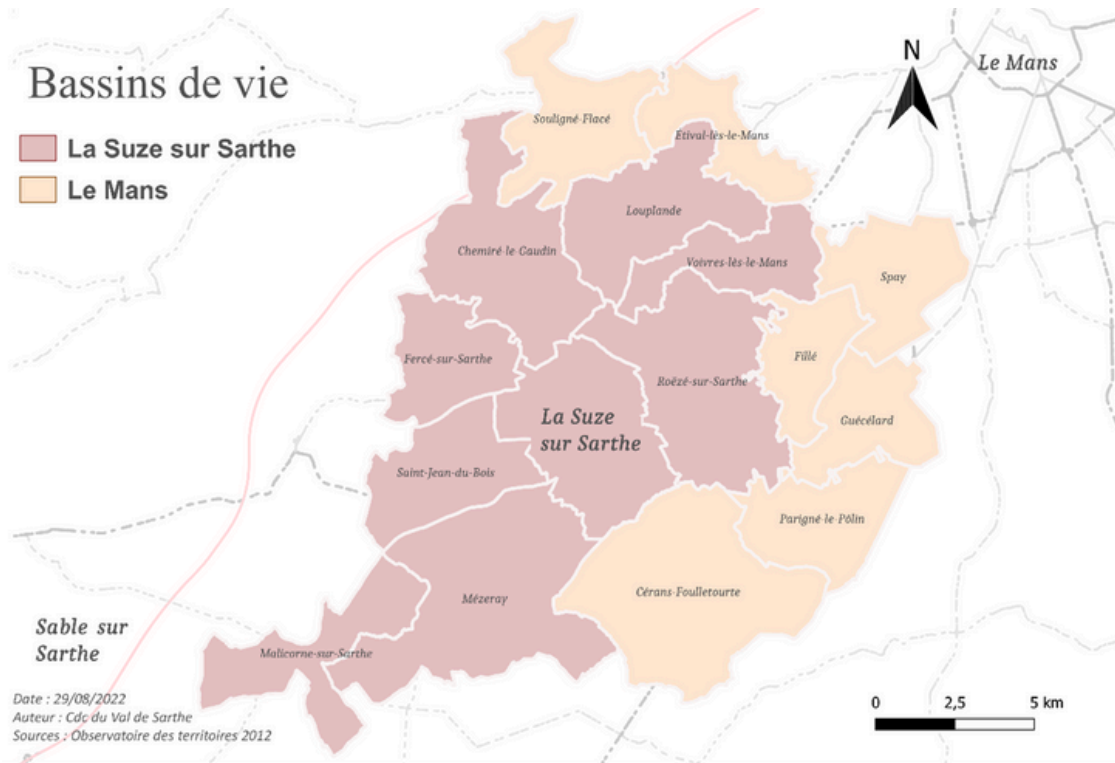 Bassins de vie
La Suze sur Sarthe
Le Mans
N
Le Mans
Souligné-Flacé
Étival-lès-le-Mans
Louplande
Chemiré-le-Gaudin
Voivres-lès-le-Mans
Spay
Fercé-sur-Sarthe
Fillé
Roëzé-sur-Sarthe
La Suze
sur Sarthe
Guécélard
Saint-Jean-du-Bois
Parigné-le-Pôlin
Mézeray
Cérans-Foulletourte
Sable sur
Sarthe
Malicorne-sur-Sarthe
Date : 29/08/2022
Auteur : Cdc du Val de Sarthe
Sources : Observatoire des territoires 2012
0 2,5 5 km